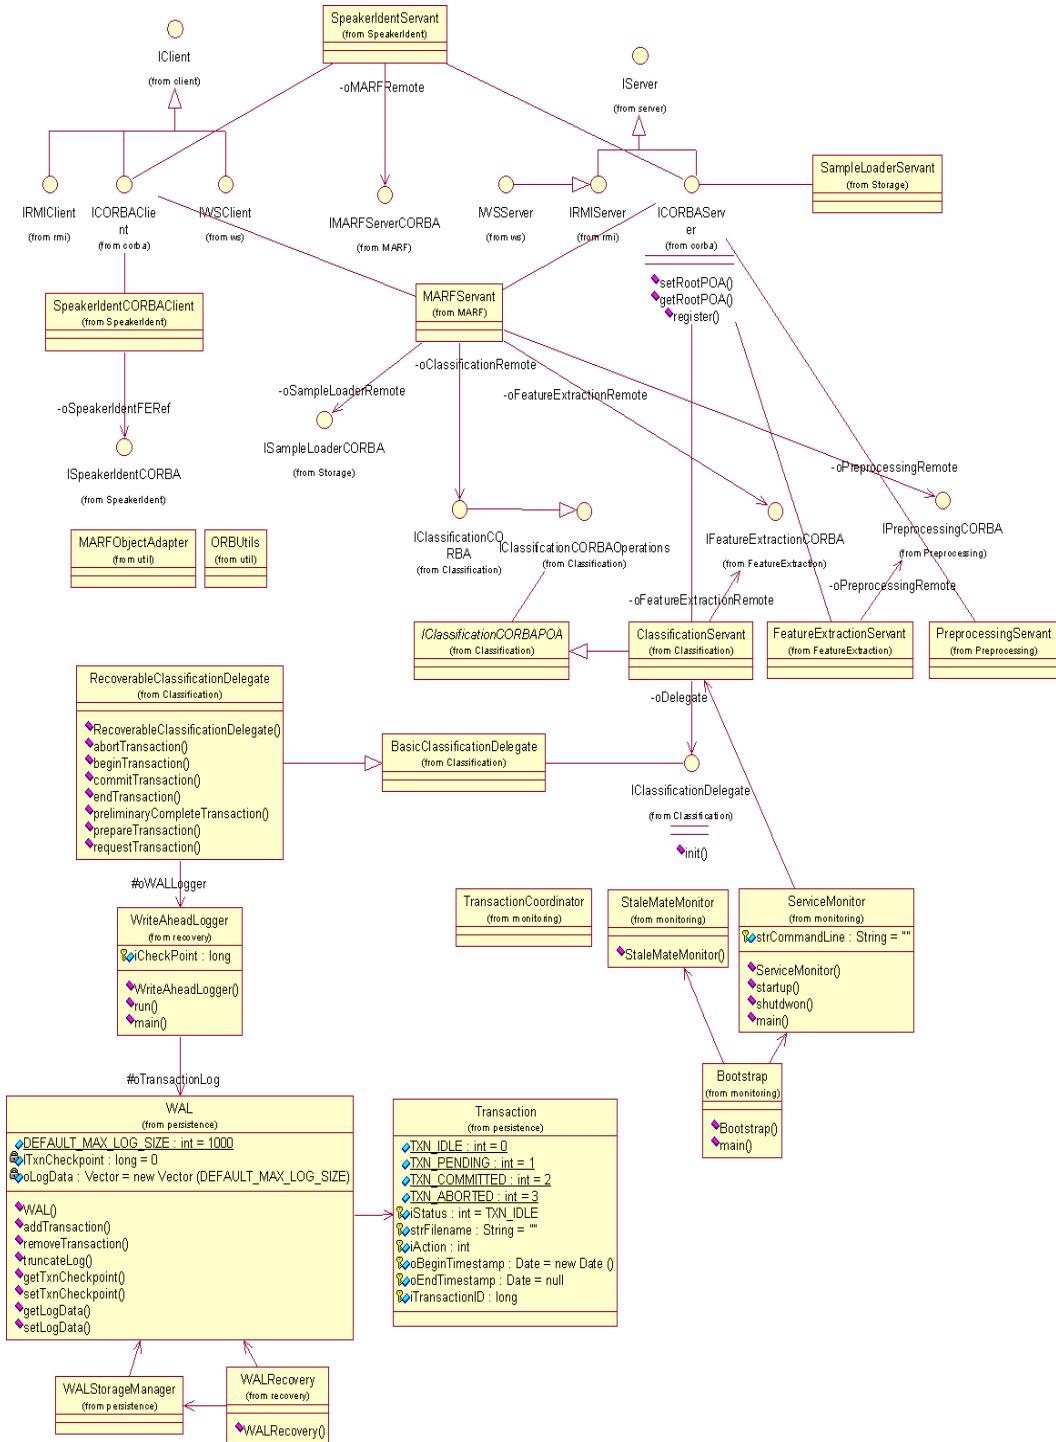 SpeakerIdentServant
(from SpeakerIdent)
IClient
(from client)
-oMARFRemote
IServer
(from server)
SampleLoaderServant
(from Storage)
IRMIClient
(from rmi)
ICORBAClie
nt
(from corba)
IWSClient
(from ws)
IMARFServerCORBA
(from MARF)
IWSServer
(from ws)
IRMIServer
(from rmi)
ICORBAServ
er
(from corba)
setRootPOA()
getRootPOA()
register()
SpeakerIdentCORBAClient
(from SpeakerIdent)
MARFServant
(from MARF)
-oClassificationRemote
-oSampleLoaderRemote
-oFeatureExtractionRemote
-oSpeakerIdentFERef
ISampleLoaderCORBA
(from Storage)
ISpeakerIdentCORBA
(from SpeakerIdent)
-oPreprocessingRemote
MARFObjectAdapter
(from util)
ORBUtils
(from util)
IClassificationCO
RBA
(from Classification)
IClassificationCORBAOperations
(from Classification)
IFeatureExtractionCORBA
(from FeatureExtraction)
IPreprocessingCORBA
(from Preprocessing)
-oPreprocessingRemote
-oFeatureExtractionRemote
IClassificationCORBAPOA
(from Classification)
ClassificationServant
(from Classification)
FeatureExtractionServant
(from FeatureExtraction)
PreprocessingServant
(from Preprocessing)
RecoverableClassificationDelegate
(from Classification)
RecoverableClassificationDelegate()
abortTransaction()
beginTransaction()
commitTransaction()
endTransaction()
preliminaryCompleteTransaction()
prepareTransaction()
requestTransaction()
-oDelegate
BasicClassificationDelegate
(from Classification)
IClassificationDelegate
(from Classification)
init()
#oWALLogger
WriteAheadLogger
(from recovery)
iCheckPoint : long
WriteAheadLogger()
run()
main()
TransactionCoordinator
(from monitoring)
StaleMateMonitor
(from monitoring)
StaleMateMonitor()
ServiceMonitor
(from monitoring)
strCommandLine : String = ""
ServiceMonitor()
startup()
shutdwon()
main()
#oTransactionLog
Bootstrap
(from monitoring)
Bootstrap()
main()
WAL
(from persistence)
DEFAULT_MAX_LOG_SIZE : int = 1000
lTxnCheckpoint : long = 0
oLogData : Vector = new Vector (DEFAULT_MAX_LOG_SIZE)
WAL()
addTransaction()
removeTransaction()
truncateLog()
getTxnCheckpoint()
setTxnCheckpoint()
getLogData()
setLogData()
Transaction
(from persistence)
TXN_IDLE : int = 0
TXN_PENDING : int = 1
TXN_COMMITTED : int = 2
TXN_ABORTED : int = 3
iStatus : int = TXN_IDLE
strFilename : String = ""
iAction : int
oBeginTimestamp : Date = new Date ()
oEndTimestamp : Date = null
iTransactionID : long
WALStorageManager
(from persistence)
WALRecovery
(from recovery)
WALRecovery()